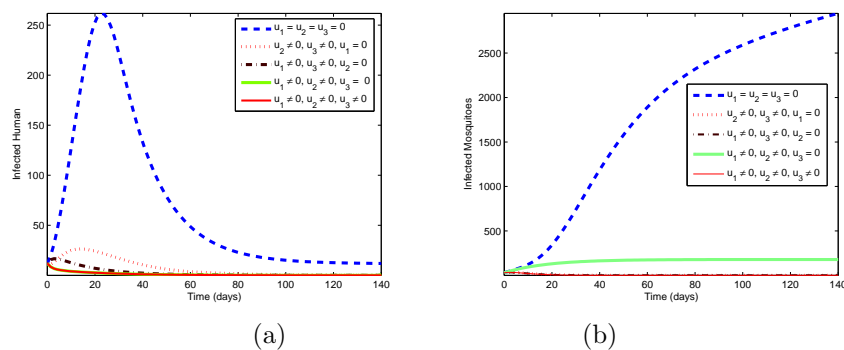 250
200
150
100
50
0
20
40
60
80
100
120
140
Infected Human
Time (days)
u₁ = u₂ = u₃ = 0
u₂ ≠ 0, u₃ ≠ 0, u₁ = 0
u₁ ≠ 0, u₃ ≠ 0, u₂ = 0
u₁ ≠ 0, u₂ ≠ 0, u₃ = 0
u₁ ≠ 0, u₂ ≠ 0, u₃ ≠ 0
(a)
2500
2000
1500
1000
500
0
20
40
60
80
100
120
140
Infected Mosquitoes
Time (days)
u₁ = u₂ = u₃ = 0
u₂ ≠ 0, u₃ ≠ 0, u₁ = 0
u₁ ≠ 0, u₃ ≠ 0, u₂ = 0
u₁ ≠ 0, u₂ ≠ 0, u₃ = 0
u₁ ≠ 0, u₂ ≠ 0, u₃ ≠ 0
(b)